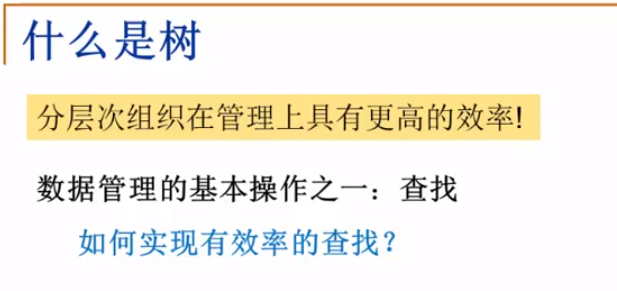 什么是树
分层次组织在管理上具有更高的效率!
数据管理的基本操作之一：查找
如何实现有效率的查找？